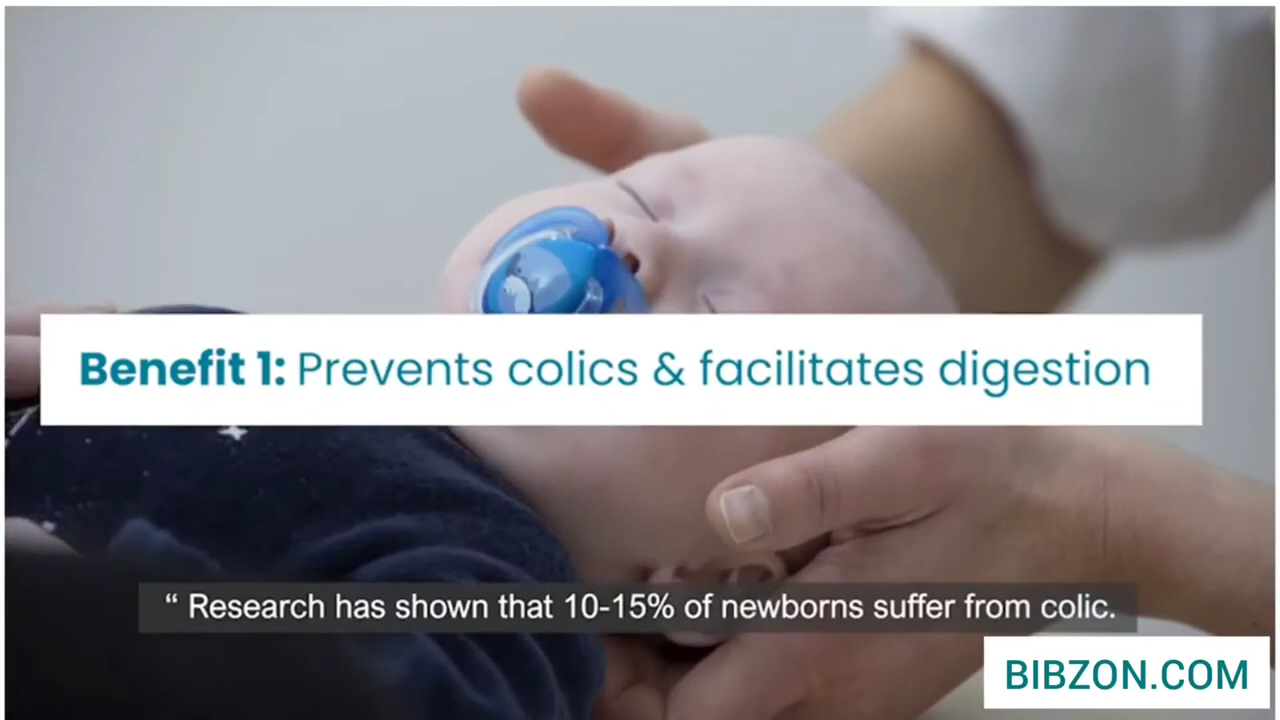 Benefit 1: Prevents colics & facilitates digestion
“ Research has shown that 10-15% of newborns suffer from colic.
BIBZON.COM